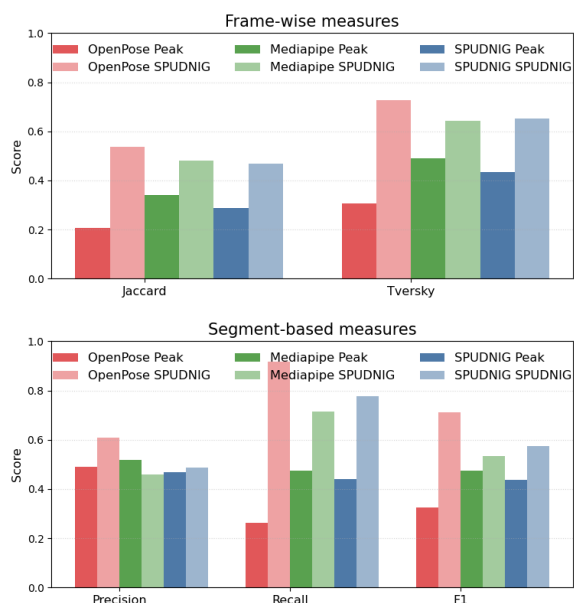 Frame-wise measures
1.0
0.8
0.6
0.4
0.2
0.0
Score
OpenPose Peak
OpenPose SPUDNIG
Mediapipe Peak
Mediapipe SPUDNIG
SPUDNIG Peak
SPUDNIG SPUDNIG
Jaccard
Tversky
Segment-based measures
1.0
0.8
0.6
0.4
0.2
0.0
Score
OpenPose Peak
OpenPose SPUDNIG
Mediapipe Peak
Mediapipe SPUDNIG
SPUDNIG Peak
SPUDNIG SPUDNIG
Precision
Recall
F1